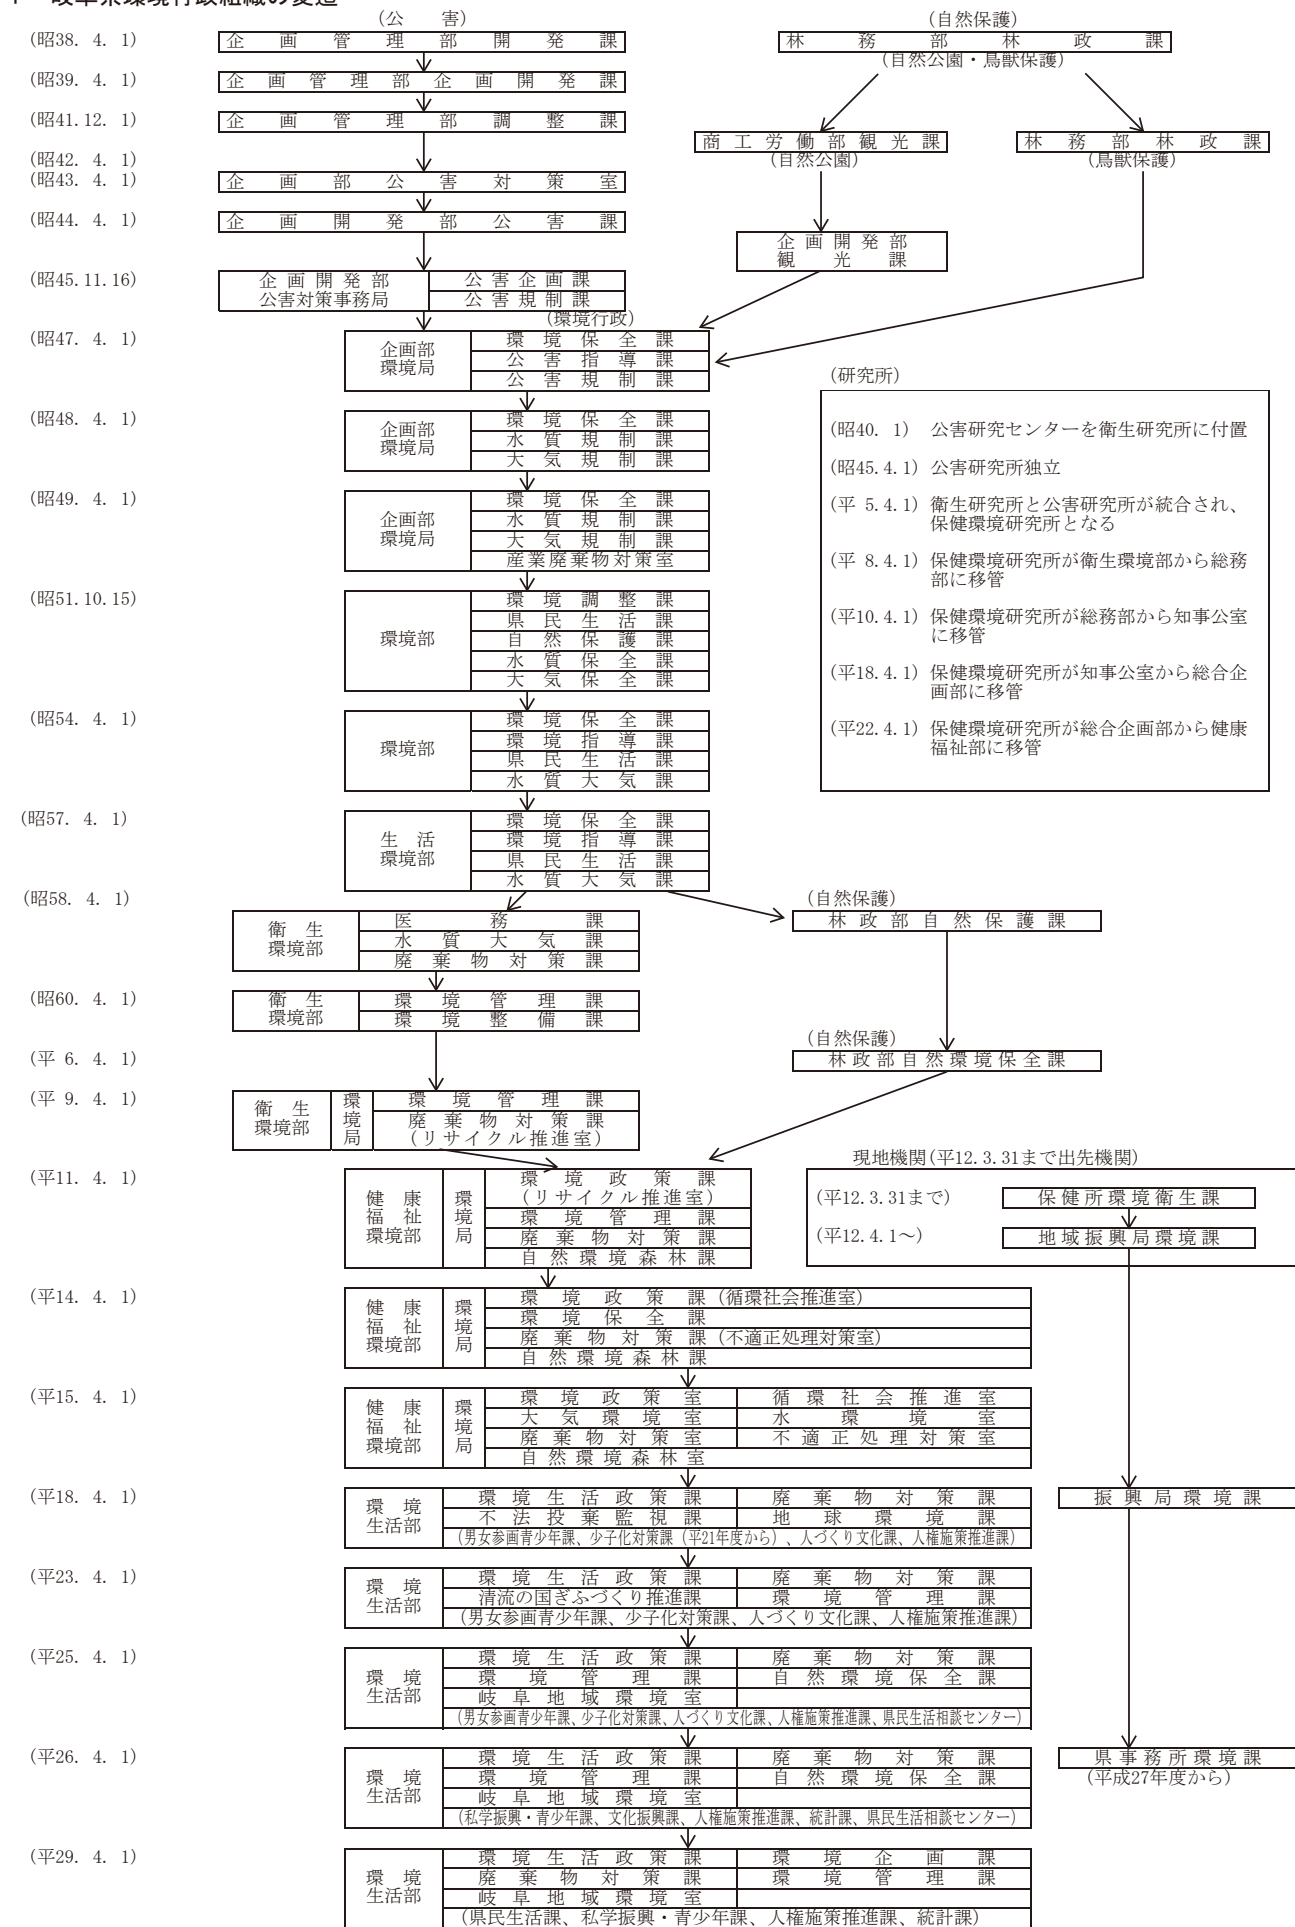 岐阜県環境行政組織の変遷
(公　害)
(自然保護)
(昭38. 4. 1)
企画管理部開発課
林務部林政課
(自然公園・鳥獣保護)
(昭39. 4. 1)
企画管理部企画開発課
(昭41.12. 1)
企画管理部調整課
商工労働部観光課
(自然公園)
林務部林政課
(鳥獣保護)
(昭42. 4. 1)
(昭43. 4. 1)
企画部公害対策室
(昭44. 4. 1)
企画開発部公害課
企画開発部
観光課
(昭45.11.16)
企画開発部
公害対策事務局
公害企画課
公害規制課
(環境行政)
(昭47. 4. 1)
企画部
環境局
環境保全課
公害指導課
公害規制課
(昭48. 4. 1)
企画部
環境局
環境保全課
水質規制課
大気規制課
(昭49. 4. 1)
企画部
環境局
環境保全課
水質規制課
大気規制課
産業廃棄物対策室
(昭51.10.15)
環境部
環境調整課
県民生活課
自然保護課
水質保全課
大気保全課
(昭54. 4. 1)
環境部
環境保全課
環境指導課
県民生活課
水質大気課
(研究所)
(昭40. 1)　公害研究センターを衛生研究所に付置
(昭45.4.1) 公害研究所独立
(平 5.4.1) 衛生研究所と公害研究所が統合され、
保健環境研究所となる
(平 8.4.1) 保健環境研究所が衛生環境部から総務
部に移管
(平10.4.1) 保健環境研究所が総務部から知事公室
に移管
(平18.4.1) 保健環境研究所が知事公室から総合企
画部に移管
(平22.4.1) 保健環境研究所が総合企画部から健康
福祉部に移管
(昭57. 4. 1)
生活
環境部
環境保全課
環境指導課
県民生活課
水質大気課
(昭58. 4. 1)
衛生
環境部
医務課
水質大気課
廃棄物対策課
(自然保護)
林政部自然保護課
(昭60. 4. 1)
衛生
環境部
環境管理課
環境整備課
(平 6. 4. 1)
(自然保護)
林政部自然環境保全課
(平 9. 4. 1)
衛生
環境部
環境局
環境管理課
廃棄物対策課
(リサイクル推進室)
(平11. 4. 1)
健康
福祉
環境部
環境局
環境政策課
(リサイクル推進室)
環境管理課
廃棄物対策課
自然環境森林課
現地機関(平12.3.31まで出先機関)
(平12.3.31まで)
保健所環境衛生課
(平12.4.1～)
地域振興局環境課
(平14. 4. 1)
健康
福祉
環境部
環境局
環境政策課(循環社会推進室)
環境保全課
廃棄物対策課(不適正処理対策室)
自然環境森林課
(平15. 4. 1)
健康
福祉
環境部
環境局
環境政策室
循環社会推進室
大気環境室
水環境室
廃棄物対策室
不適正処理対策室
自然環境森林室
(平18. 4. 1)
環境
生活部
環境生活政策課
廃棄物対策課
不法投棄監視課
地球環境課
(男女参画青少年課、少子化対策課（平21年度から）、人づくり文化課、人権施策推進課)
振興局環境課
(平23. 4. 1)
環境
生活部
環境生活政策課
廃棄物対策課
清流の国ぎふづくり推進課
環境管理課
(男女参画青少年課、少子化対策課、人づくり文化課、人権施策推進課)
(平25. 4. 1)
環境
生活部
環境生活政策課
廃棄物対策課
環境管理課
自然環境保全課
岐阜地域環境室
(男女参画青少年課、少子化対策課、人づくり文化課、人権施策推進課、県民生活相談センター)
(平26. 4. 1)
環境
生活部
環境生活政策課
廃棄物対策課
環境管理課
自然環境保全課
岐阜地域環境室
(私学振興・青少年課、文化振興課、人権施策推進課、統計課、県民生活相談センター)
県事務所環境課
(平成27年度から)
(平29. 4. 1)
環境
生活部
環境生活政策課
環境企画課
廃棄物対策課
環境管理課
岐阜地域環境室
(県民生活課、私学振興・青少年課、人権施策推進課、統計課)